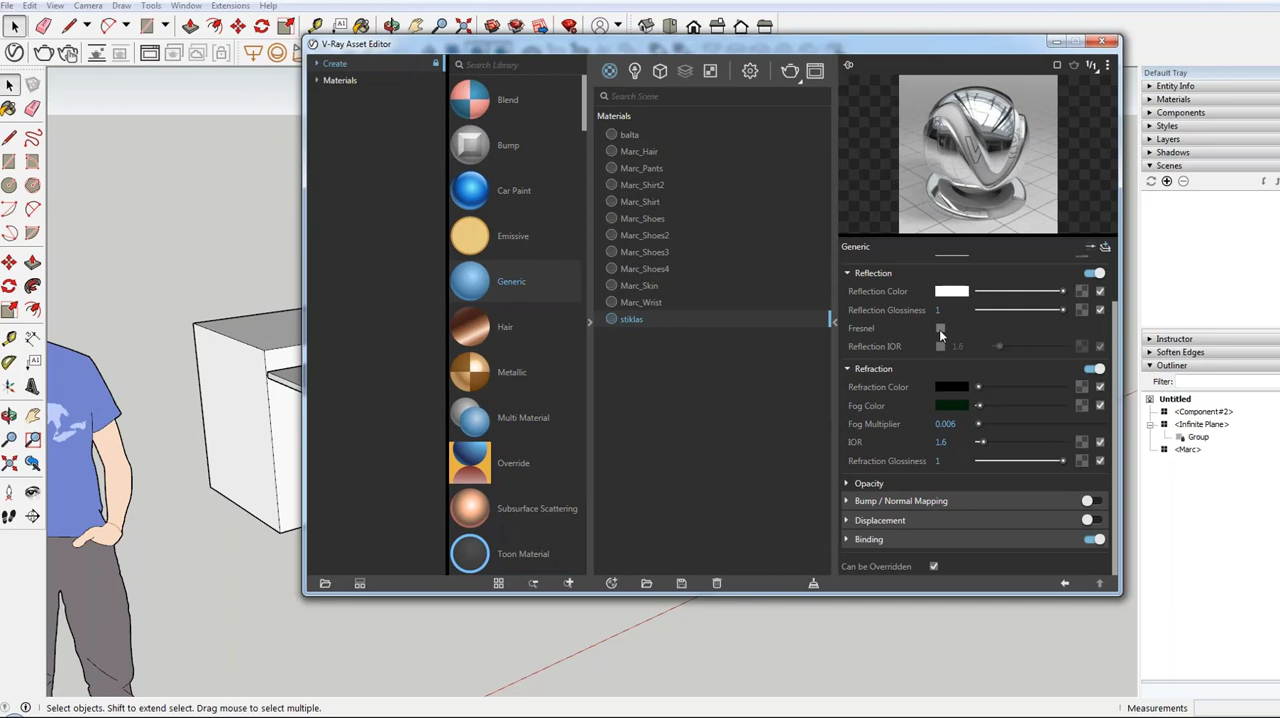 File Edit View Camera Draw Tools Window Extensions Help
V-Ray Asset Editor
Create
Materials
Search Library
Blend
Bump
Car Paint
Emissive
Generic
Hair
Metallic
Multi Material
Override
Subsurface Scattering
Toon Material
Search Scene
Materials
balta
Marc_Hair
Marc_Pants
Marc_Shirt2
Marc_Shirt
Marc_Shoes
Marc_Shoes2
Marc_Shoes3
Marc_Shoes4
Marc_Skin
Marc_Wrist
stiklas
1/1
Generic
Reflection
Reflection Color
Reflection Glossiness 1
Fresnel
Reflection IOR 1.6
Refraction
Refraction Color
Fog Color
Fog Multiplier 0.006
IOR 1.6
Refraction Glossiness 1
Opacity
Bump / Normal Mapping
Displacement
Binding
Can be Overridden
Default Tray
Entity Info
Materials
Components
Styles
Layers
Shadows
Scenes
Instructor
Soften Edges
Outliner
Filter:
Untitled
<Component#2>
<Infinite Plane>
Group
<Marc>
Select objects. Shift to extend select. Drag mouse to select multiple.
Measurements